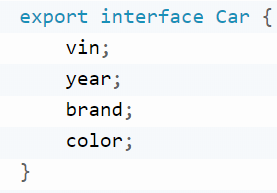 export interface Car {
    vin;
    year;
    brand;
    color;
}